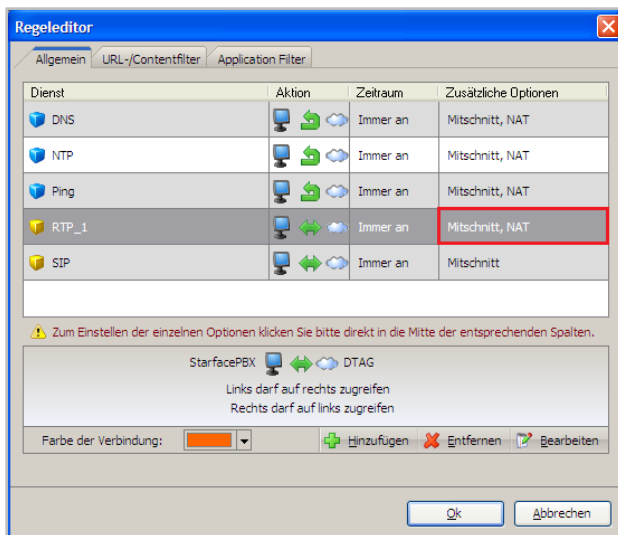 Regeleditor
Allgemein URL-/Contentfilter Application Filter
Dienst Aktion Zeitraum Zusätzliche Optionen
DNS Immer an Mitschnitt, NAT
NTP Immer an Mitschnitt, NAT
Ping Immer an Mitschnitt, NAT
RTP_1 Immer an Mitschnitt, NAT
SIP Immer an Mitschnitt
Zum Einstellen der einzelnen Optionen klicken Sie bitte direkt in die Mitte der entsprechenden Spalten.
StarfacePBX DTAG
Links darf auf rechts zugreifen
Rechts darf auf links zugreifen
Farbe der Verbindung: Hinzufügen Entfernen Bearbeiten
Ok Abbrechen